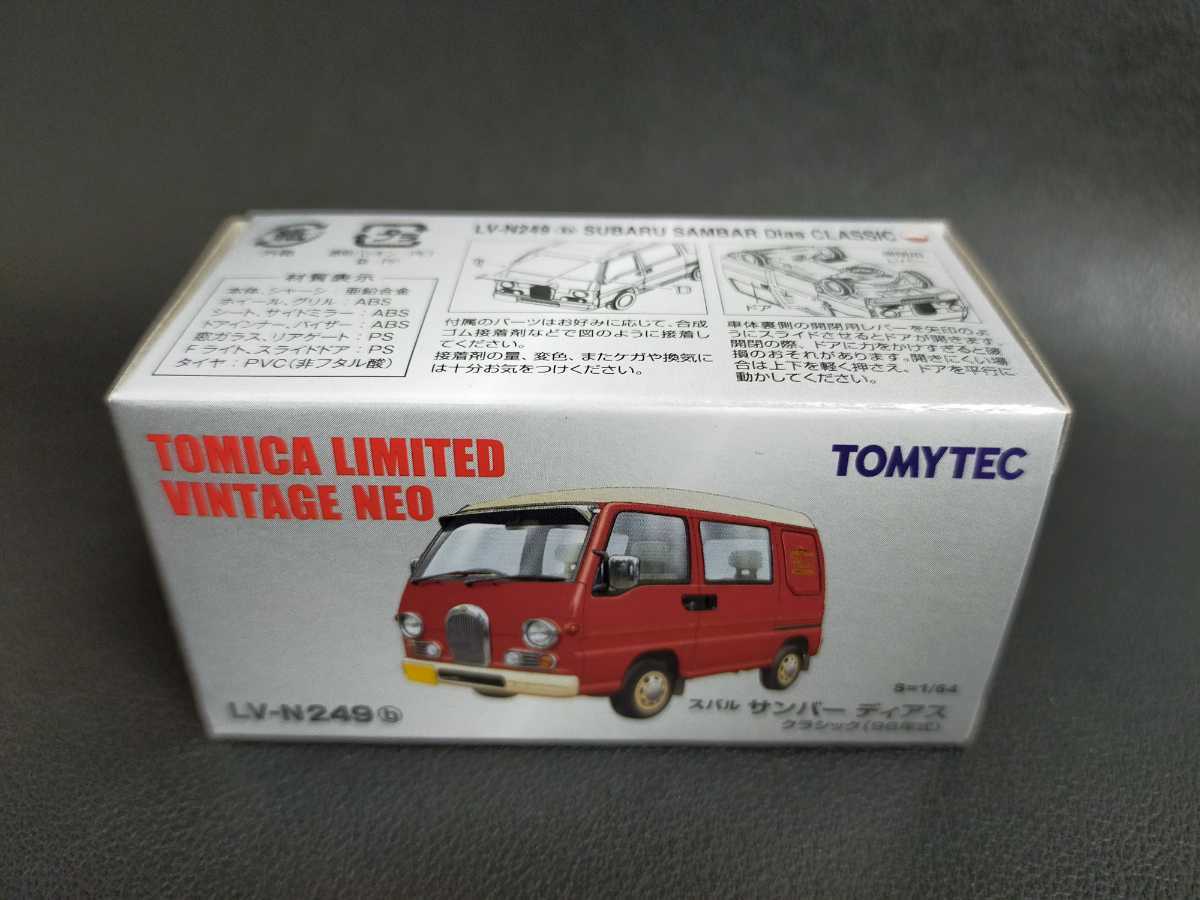 外箱
LV-N249 ⓑ SUBARU SAMBAR Dias CLASSIC
材質表示
本体、シャーシ：亜鉛合金
ホイール、グリル：ABS
シート、サイドミラー：ABS
ドアインナー、バイザー：ABS
窓ガラス、リアゲート：PS
Fライト、スライドドア：PS
タイヤ：PVC(非フタル酸)
付属のパーツはお好みに応じて、合成
ゴム接着剤などで図のように接着し
てください。
接着剤の量、変色、またケガや換気に
は十分お気をつけください。
ドア
車体裏側の開閉用レバーを矢印のよ
うにスライドさせるとドアが開きます。
開閉の際、ドアに力をかけすぎると破
損のおそれがあります。開きにくい場
合は上下を軽く押さえ、ドアを平行に
動かしてください。
TOMICA LIMITED
VINTAGE NEO
TOMYTEC
S=1/64
LV-N249ⓑ
スバル サンバー ディアス
クラシック(96年式)